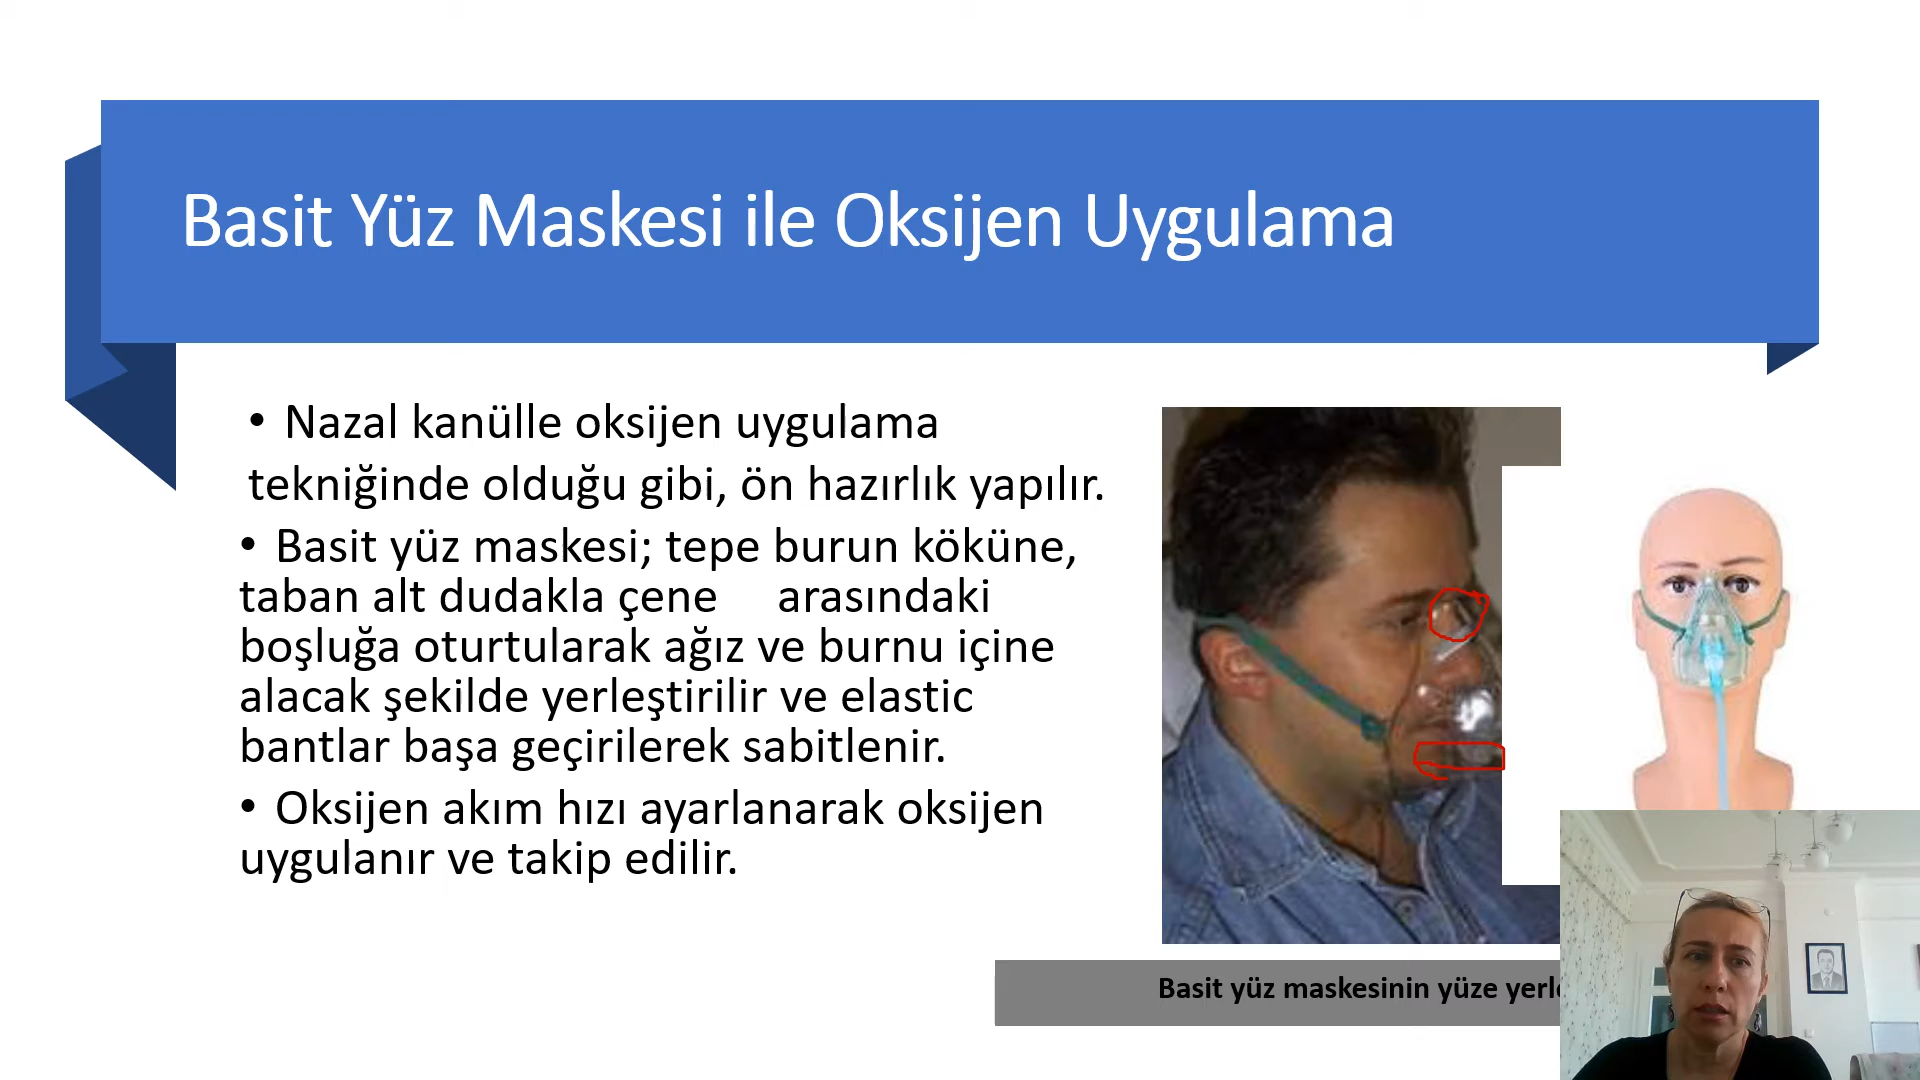 Basit Yüz Maskesi ile Oksijen Uygulama
• Nazal kanülle oksijen uygulama
tekniğinde olduğu gibi, ön hazırlık yapılır.
• Basit yüz maskesi; tepe burun köküne,
taban alt dudakla çene arasındaki
boşluğa oturtularak ağız ve burnu içine
alacak şekilde yerleştirilir ve elastic
bantlar başa geçirilerek sabitlenir.
• Oksijen akım hızı ayarlanarak oksijen
uygulanır ve takip edilir.
Basit yüz maskesinin yüze